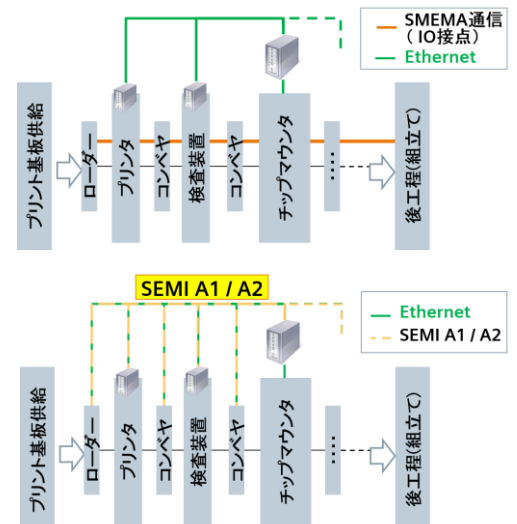 SMEMA通信
( IO接点)
Ethernet
プリント基板供給
ローダー
プリンタ
コンベヤ
検査装置
コンベヤ
チップマウンタ
・・・・
後工程(組立て)
SEMI A1 / A2
Ethernet
SEMI A1 / A2
プリント基板供給
ローダー
プリンタ
コンベヤ
検査装置
コンベヤ
チップマウンタ
・・・・
後工程(組立て)